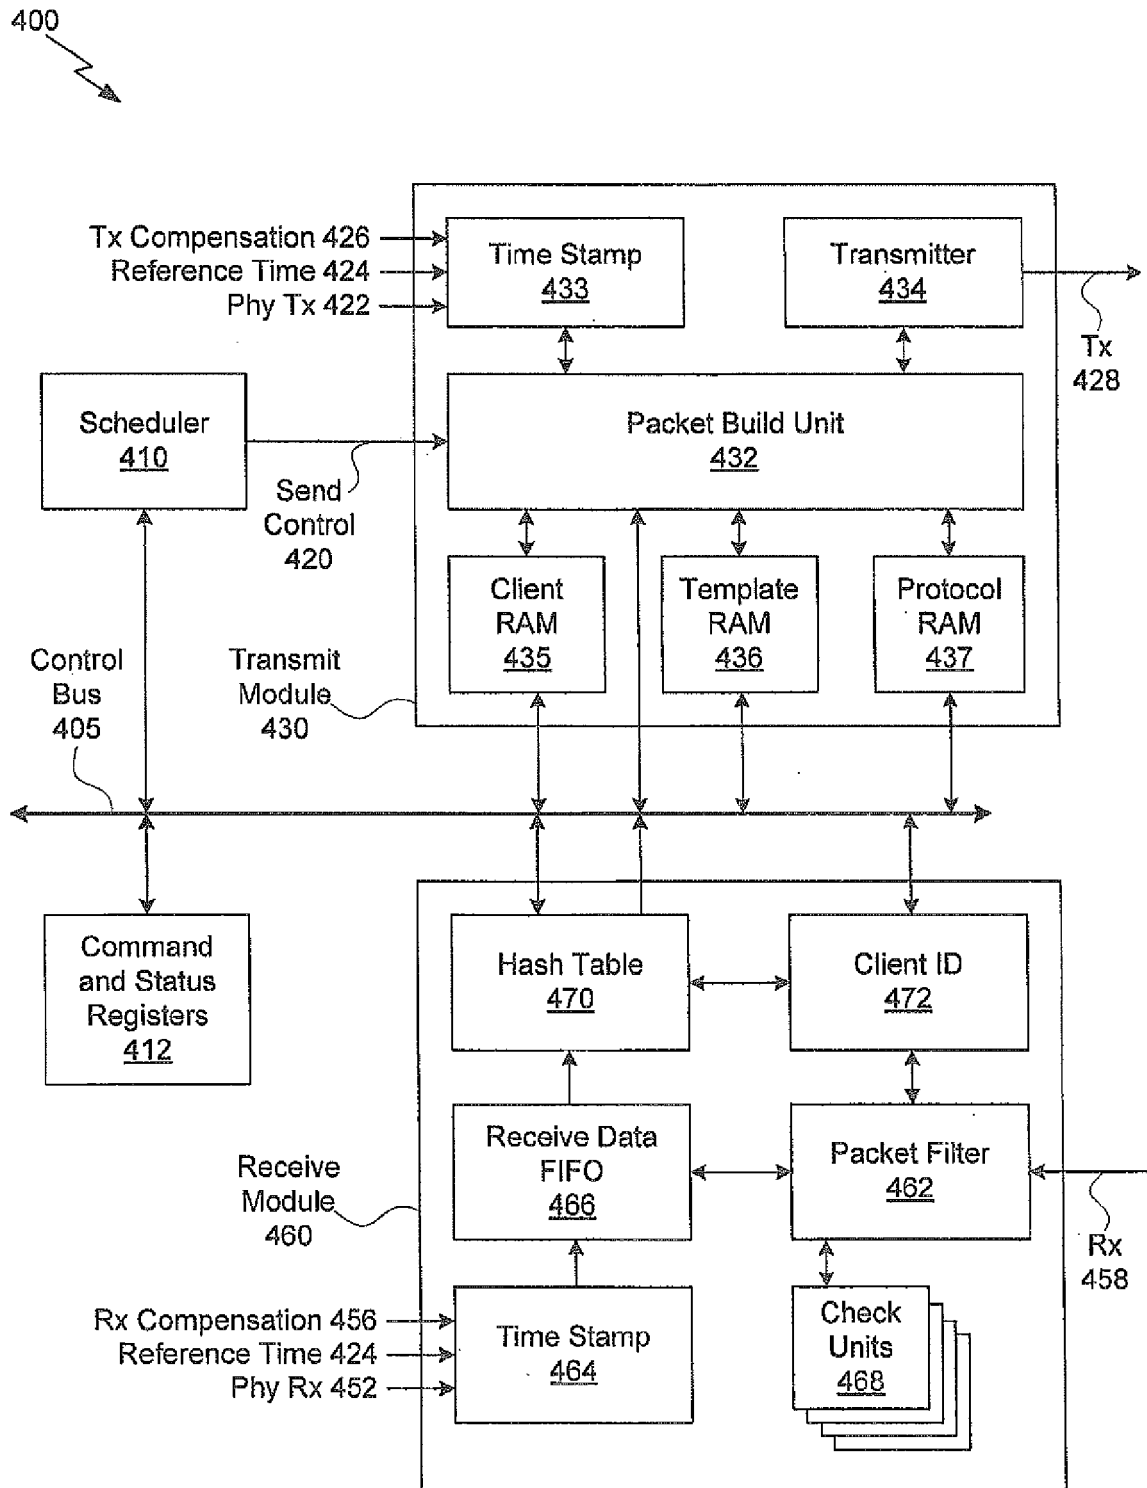 400
Tx Compensation 426
Reference Time 424
Phy Tx 422
Time Stamp
433
Transmitter
434
Tx
428
Scheduler
410
Packet Build Unit
432
Send
Control
420
Client
RAM
435
Template
RAM
436
Protocol
RAM
437
Control
Bus
405
Transmit
Module
430
Command
and Status
Registers
412
Hash Table
470
Client ID
472
Receive Data
FIFO
466
Packet Filter
462
Receive
Module
460
Rx
458
Rx Compensation 456
Reference Time 424
Phy Rx 452
Time Stamp
464
Check
Units
468